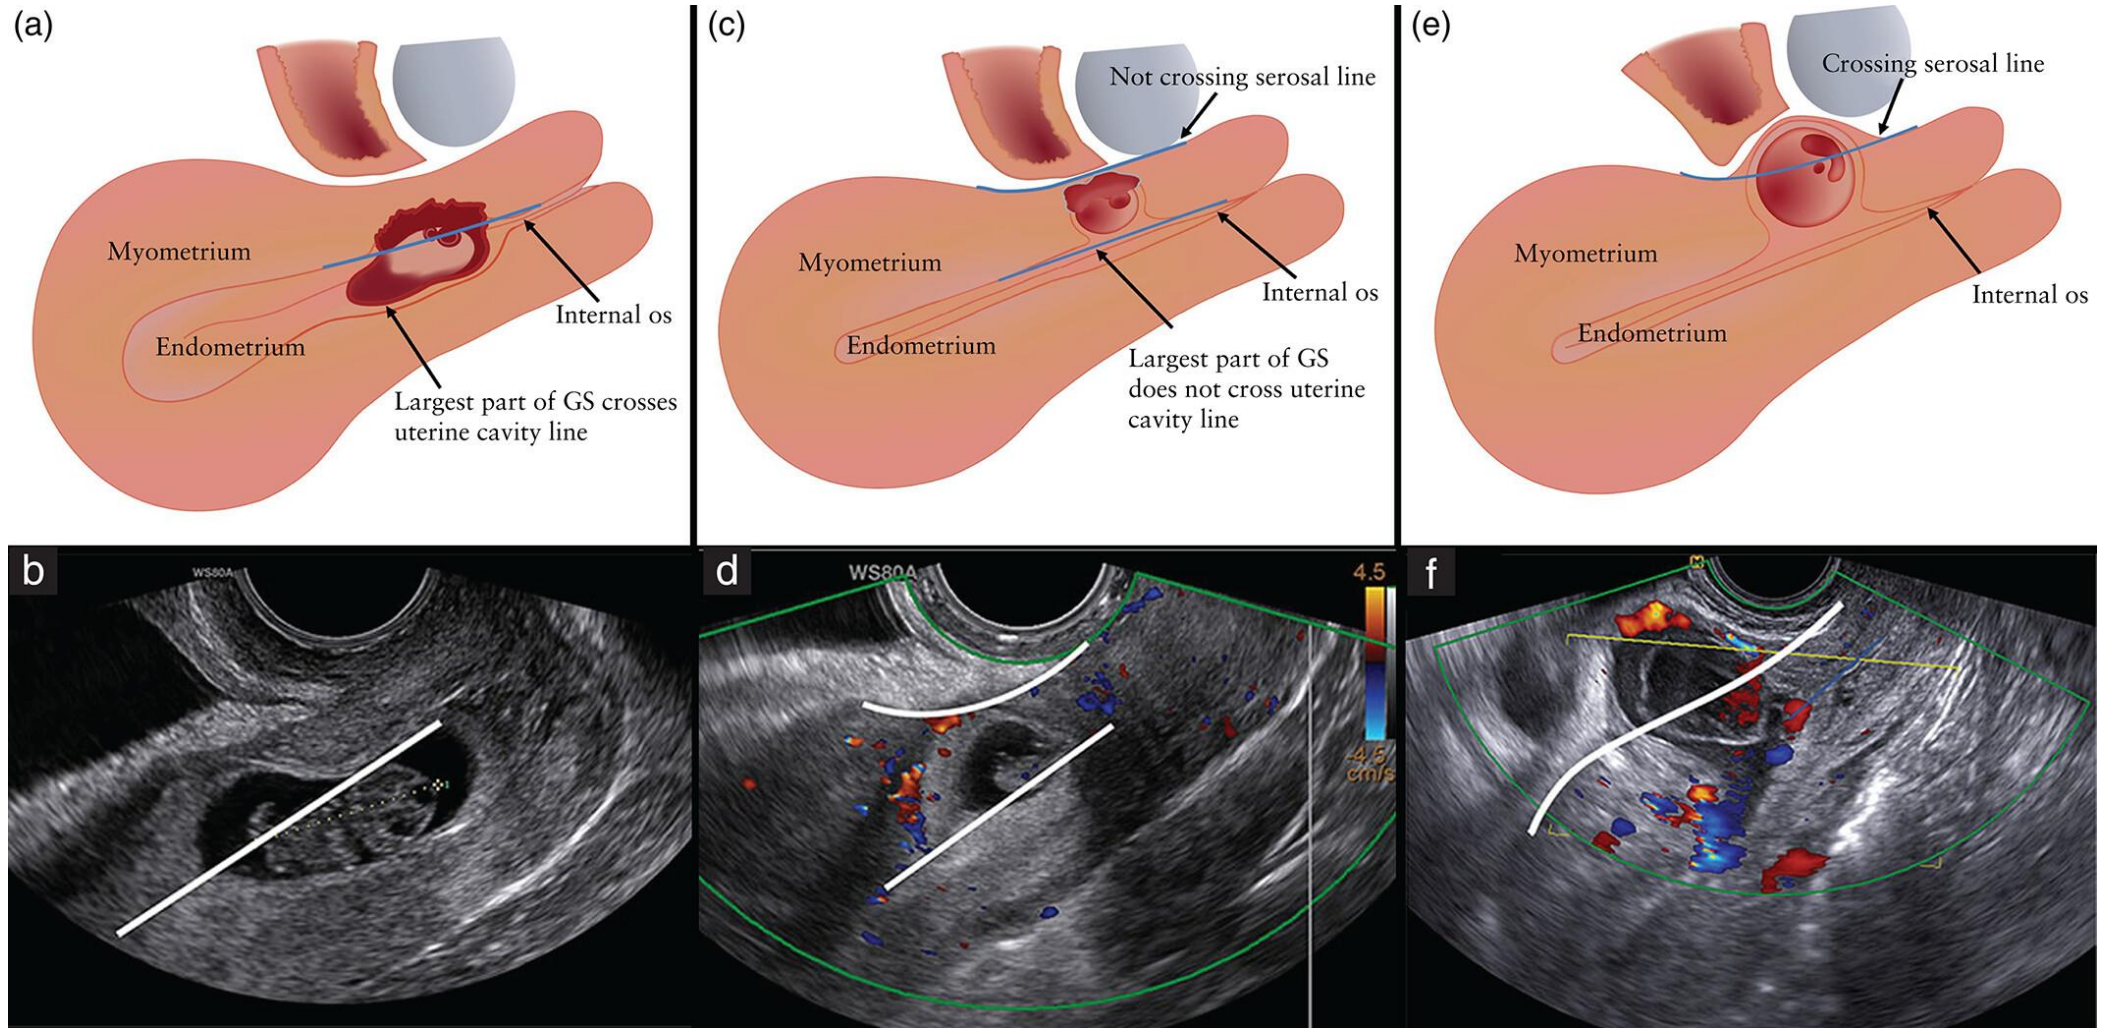 (a)
Myometrium
Endometrium
Internal os
Largest part of GS crosses
uterine cavity line
(c)
Not crossing serosal line
Myometrium
Endometrium
Internal os
Largest part of GS
does not cross uterine
cavity line
(e)
Crossing serosal line
Myometrium
Endometrium
Internal os
b
WS80A
d
WS80A
4.5
-4.5
cm/s
f